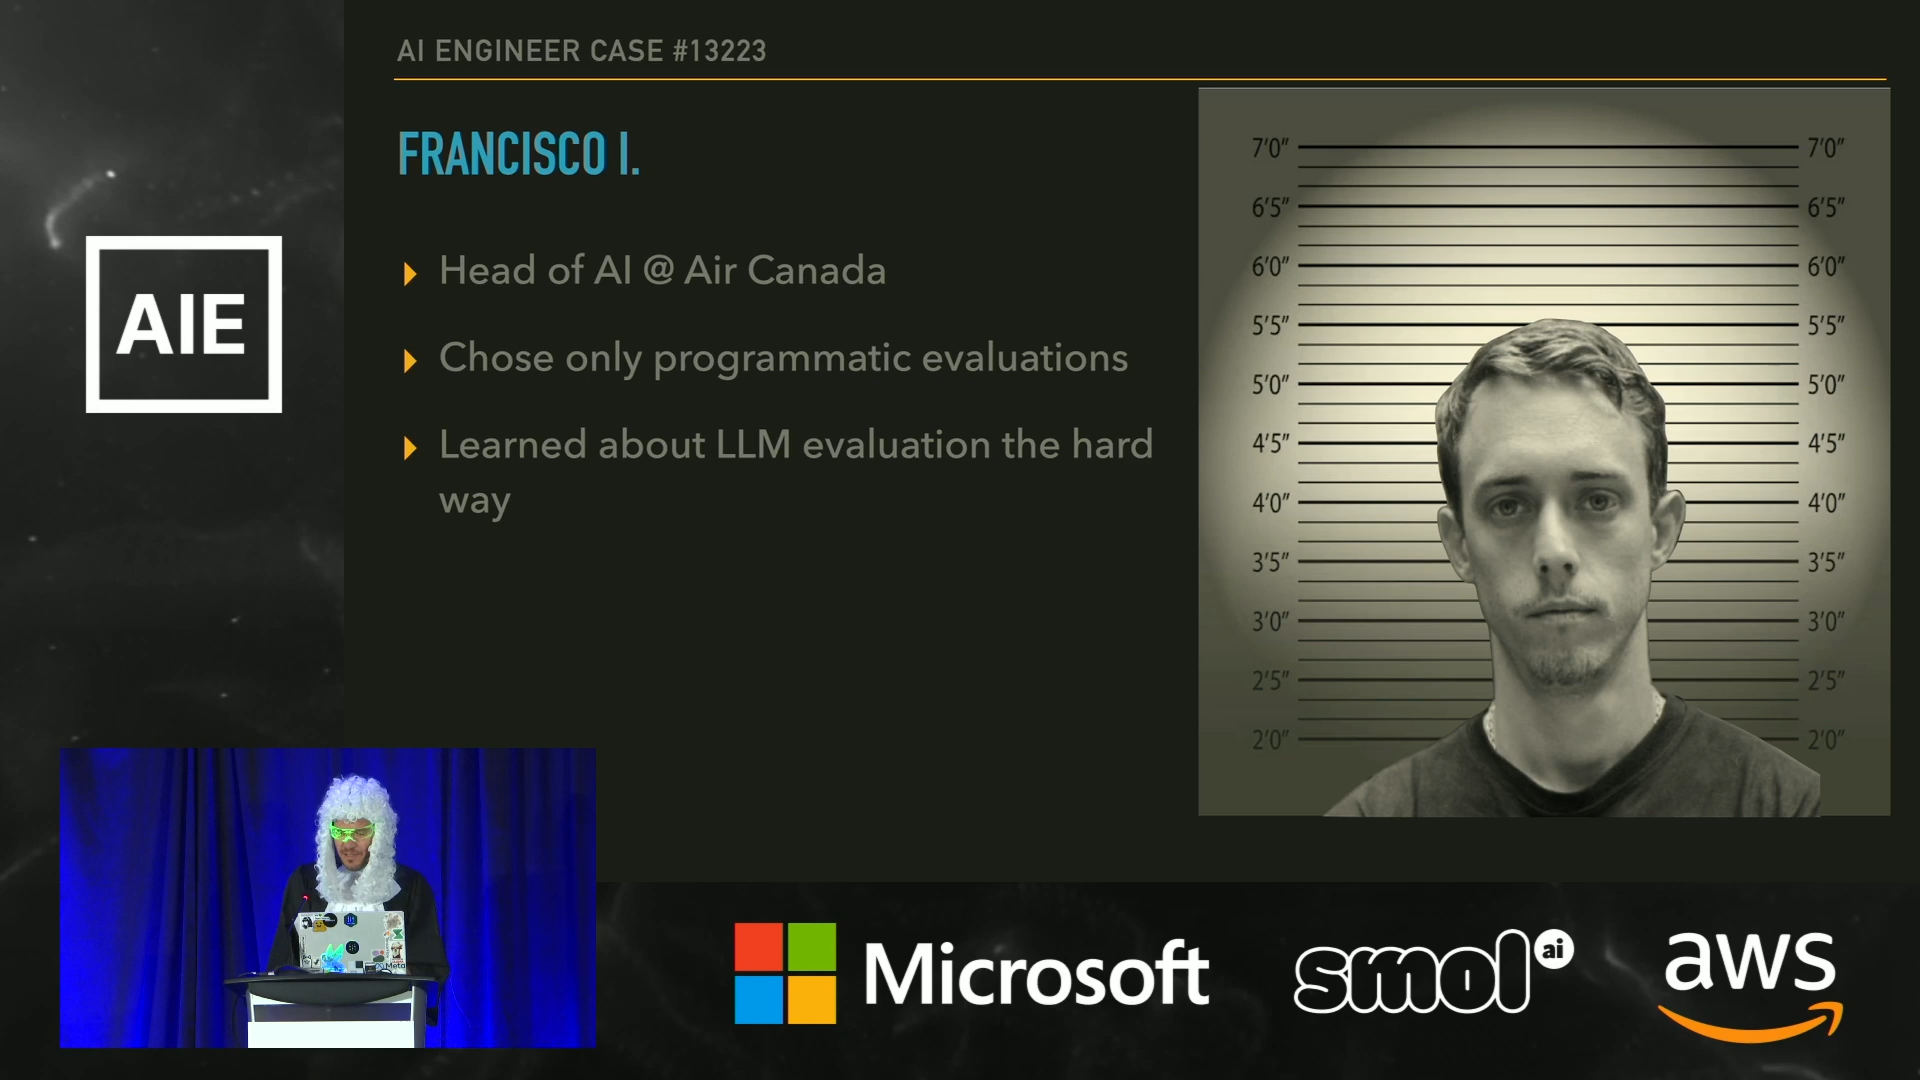 AI ENGINEER CASE #13223
FRANCISCO I.
Head of AI @ Air Canada
Chose only programmatic evaluations
Learned about LLM evaluation the hard
way
7'0" 7'0"
6'5" 6'5"
6'0" 6'0"
5'5" 5'5"
5'0" 5'0"
4'5" 4'5"
4'0" 4'0"
3'5" 3'5"
3'0" 3'0"
2'5" 2'5"
2'0" 2'0"
AIE
Meta
Microsoft
smol ai
aws